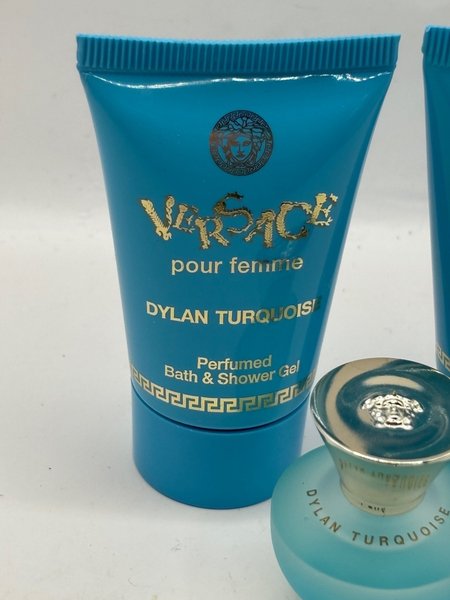 VERSACE
pour femme
DYLAN TURQUOISE
Perfumed
Bath & Shower Gel
DYLAN TURQUOISE